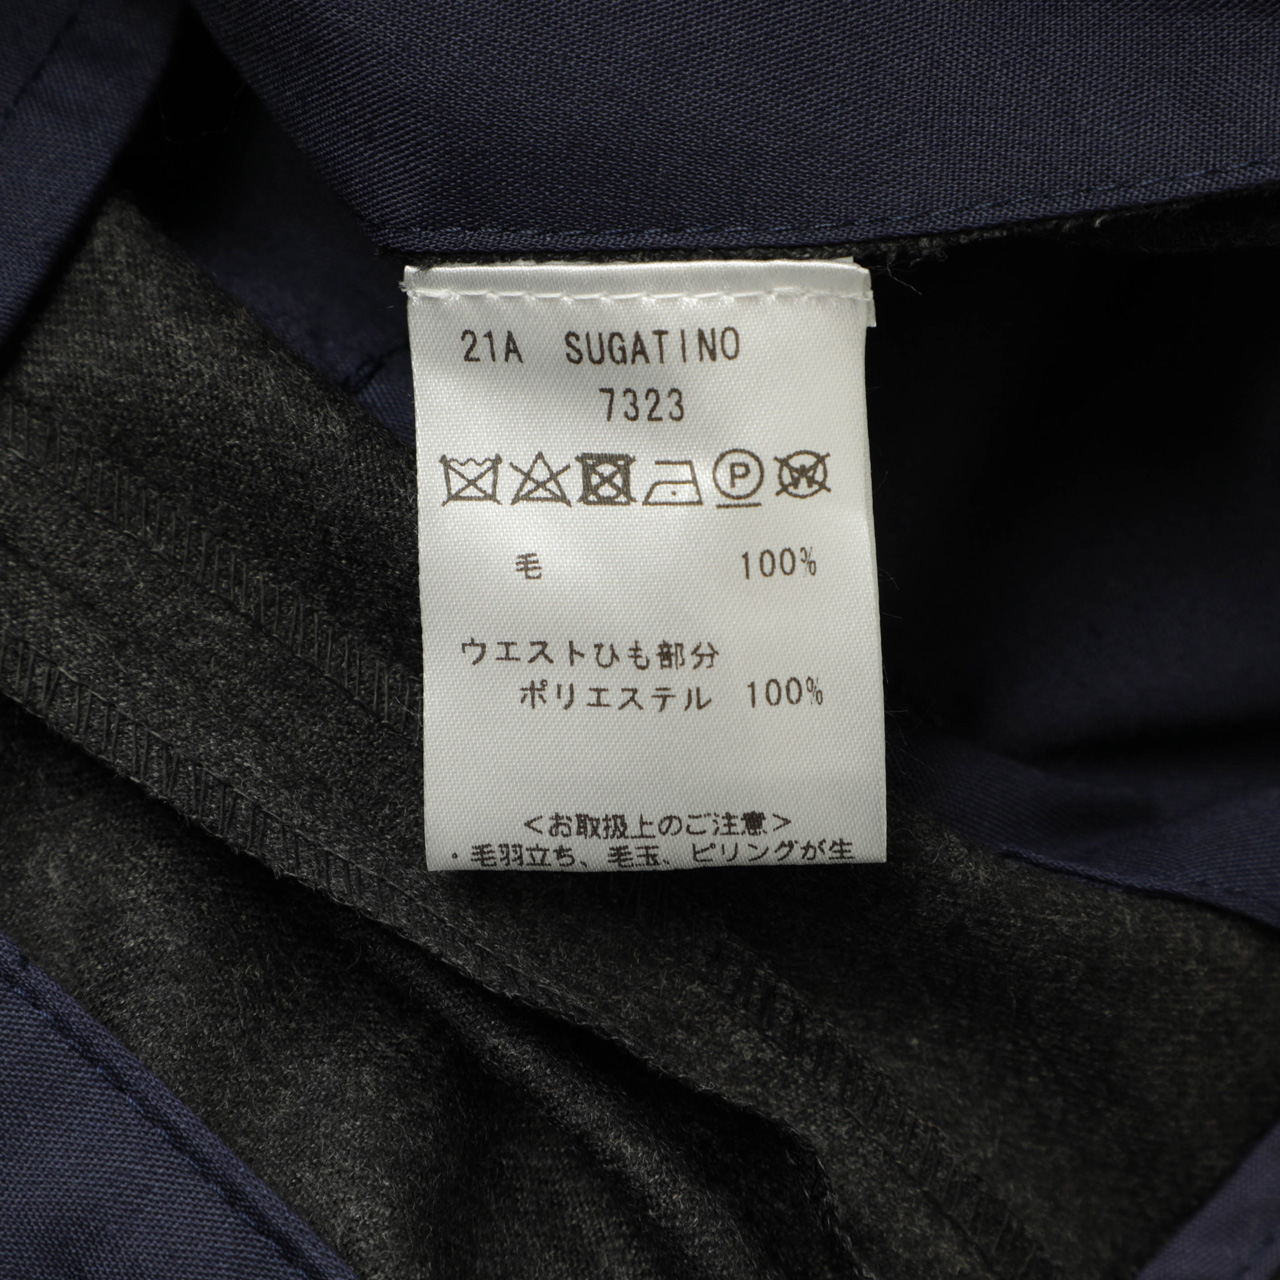 21A SUGATINO
7323
P W
毛 100%
ウエストひも部分
ポリエステル 100%
<お取扱上のご注意>
・毛羽立ち、毛玉、ピリングが生